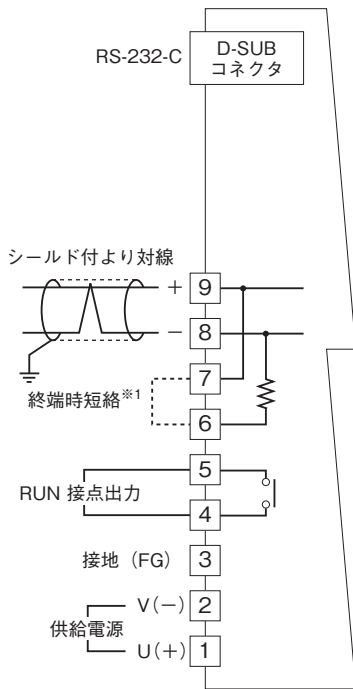 RS-232-C
D-SUB
コネクタ
シールド付より対線
+ 9
− 8
7
終端時短絡※1
6
5
RUN 接点出力
4
接地（FG） 3
V(−) 2
供給電源
U(+) 1